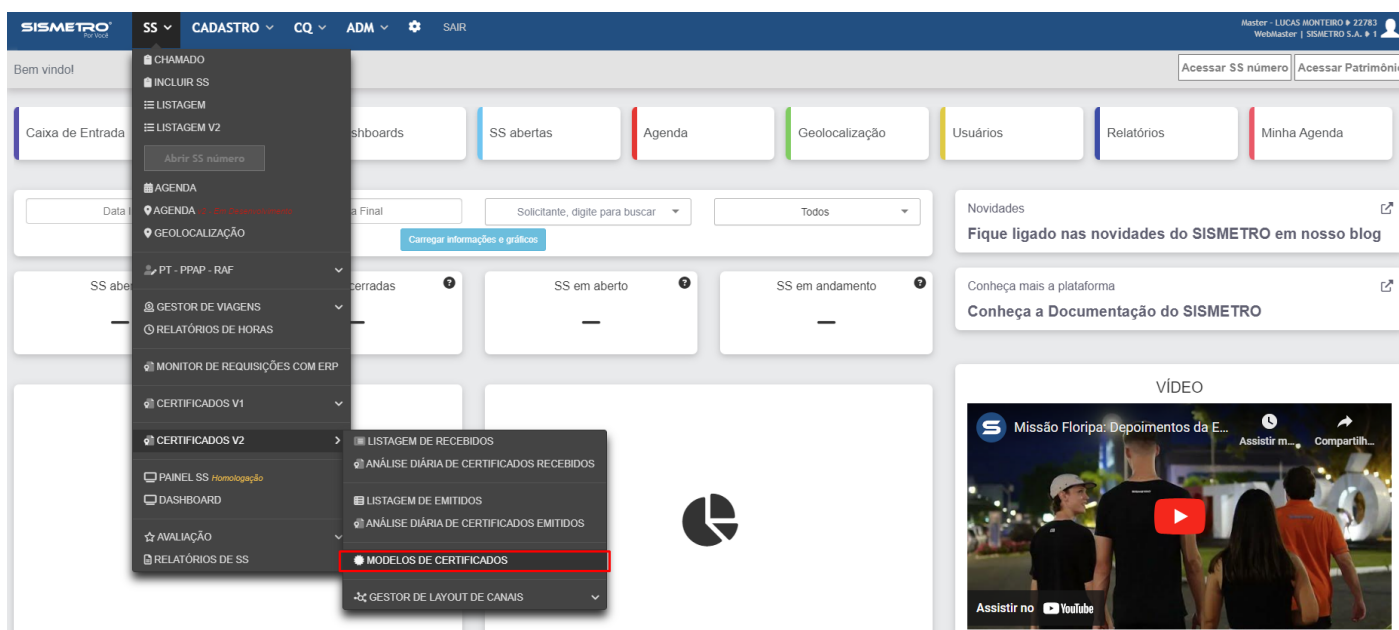 SISMETRO
Por Você
SS
CADASTRO
CQ
ADM
SAIR
Master - LUCAS MONTEIRO 22783
WebMaster | SISMETRO S.A. 1
Bem vindo!
Acessar SS número
Acessar Patrimôni
CHAMADO
INCLUIR SS
LISTAGEM
LISTAGEM V2
Abrir SS número
AGENDA
AGENDA
GEOLOCALIZAÇÃO
PT - PPAP - RAF
GESTOR DE VIAGENS
RELATÓRIOS DE HORAS
MONITOR DE REQUISIÇÕES COM ERP
CERTIFICADOS V1
CERTIFICADOS V2
PAINEL SS Homologação
DASHBOARD
AVALIAÇÃO
RELATÓRIOS DE SS
LISTAGEM DE RECEBIDOS
ANÁLISE DIÁRIA DE CERTIFICADOS RECEBIDOS
LISTAGEM DE EMITIDOS
ANÁLISE DIÁRIA DE CERTIFICADOS EMITIDOS
MODELOS DE CERTIFICADOS
GESTOR DE LAYOUT DE CANAIS
Caixa de Entrada
shboards
SS abertas
Agenda
Geolocalização
Usuários
Relatórios
Minha Agenda
Data I
a Final
Solicitante, digite para buscar
Todos
Carregar informações e gráficos
SS aber
cerradas
SS em aberto
SS em andamento
Novidades
Fique ligado nas novidades do SISMETRO em nosso blog
Conheça mais a plataforma
Conheça a Documentação do SISMETRO
VÍDEO
Missão Floripa: Depoimentos da E...
Assistir m...
Compartilh...
Assistir no YouTube